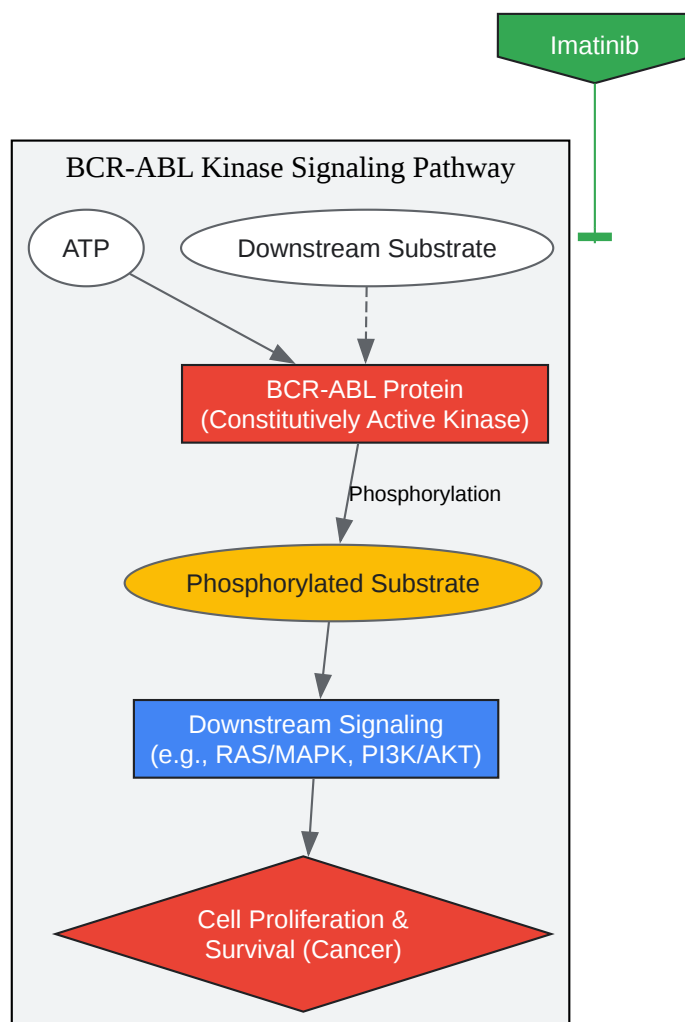 Imatinib
BCR-ABL Kinase Signaling Pathway
ATP
Downstream Substrate
BCR-ABL Protein
(Constitutively Active Kinase)
Phosphorylation
Phosphorylated Substrate
Downstream Signaling
(e.g., RAS/MAPK, PI3K/AKT)
Cell Proliferation &
Survival (Cancer)